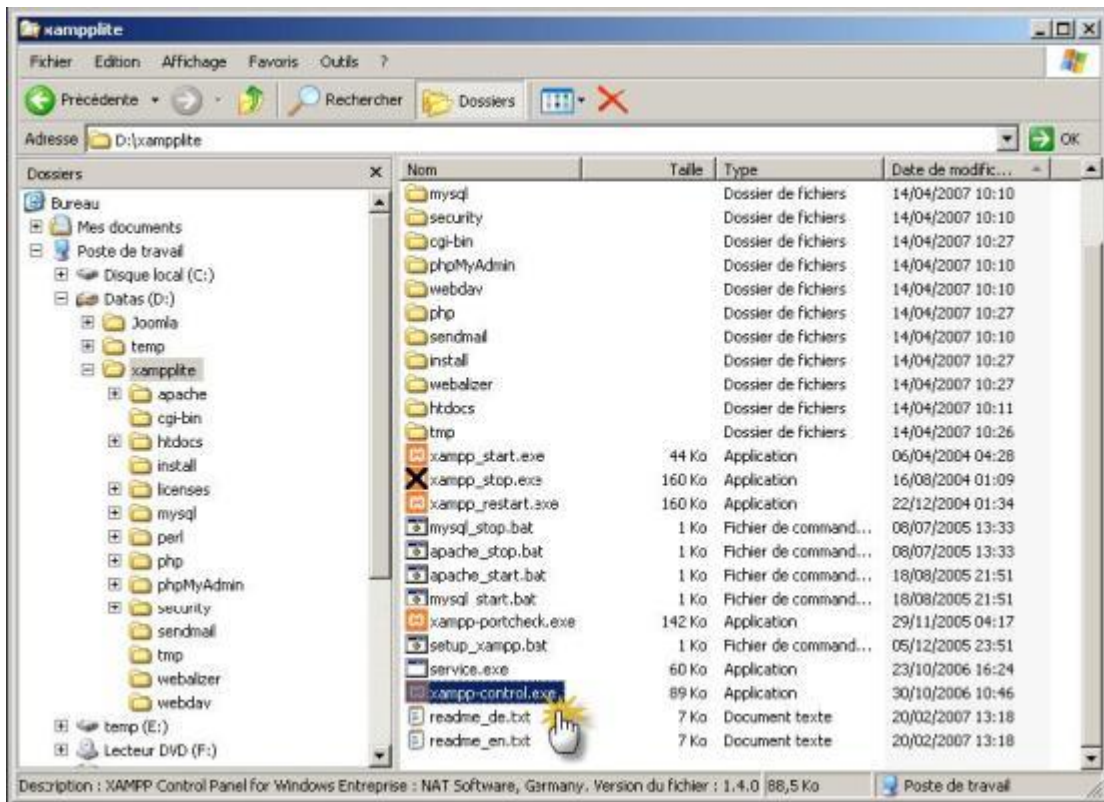 xampplite
Fichier Edition Affichage Favoris Outils ?
Précédente Rechercher Dossiers
Adresse D:\xampplite OK
Dossiers
Bureau
Mes documents
Poste de travail
Disque local (C:)
Datas (D:)
Joomla
temp
xampplite
apache
cgi-bin
htdocs
install
licenses
mysql
perl
php
phpMyAdmin
security
sendmail
tmp
webalizer
webdav
temp (E:)
Lecteur DVD (F:)
Nom Taille Type Date de modific...
mysql Dossier de fichiers 14/04/2007 10:10
security Dossier de fichiers 14/04/2007 10:10
cgi-bin Dossier de fichiers 14/04/2007 10:27
phpMyAdmin Dossier de fichiers 14/04/2007 10:10
webdav Dossier de fichiers 14/04/2007 10:10
php Dossier de fichiers 14/04/2007 10:27
sendmail Dossier de fichiers 14/04/2007 10:10
install Dossier de fichiers 14/04/2007 10:27
webalizer Dossier de fichiers 14/04/2007 10:27
htdocs Dossier de fichiers 14/04/2007 10:11
tmp Dossier de fichiers 14/04/2007 10:26
xampp_start.exe 44 Ko Application 06/04/2004 04:28
xampp_stop.exe 160 Ko Application 16/08/2004 01:09
xampp_restart.exe 160 Ko Application 22/12/2004 01:34
mysql_stop.bat 1 Ko Fichier de command... 08/07/2005 13:33
apache_stop.bat 1 Ko Fichier de command... 08/07/2005 13:33
apache_start.bat 1 Ko Fichier de command... 18/08/2005 21:51
mysql_start.bat 1 Ko Fichier de command... 18/08/2005 21:51
xampp-portcheck.exe 142 Ko Application 29/11/2005 04:17
setup_xampp.bat 1 Ko Fichier de command... 05/12/2005 23:51
service.exe 60 Ko Application 23/10/2006 16:24
xampp-control.exe 89 Ko Application 30/10/2006 10:46
readme_de.txt 7 Ko Document texte 20/02/2007 13:18
readme_en.txt 7 Ko Document texte 20/02/2007 13:18
Description : XAMPP Control Panel for Windows Entreprise : NAT Software, Germany. Version du fichier : 1.4.0 88,5 Ko Poste de travail